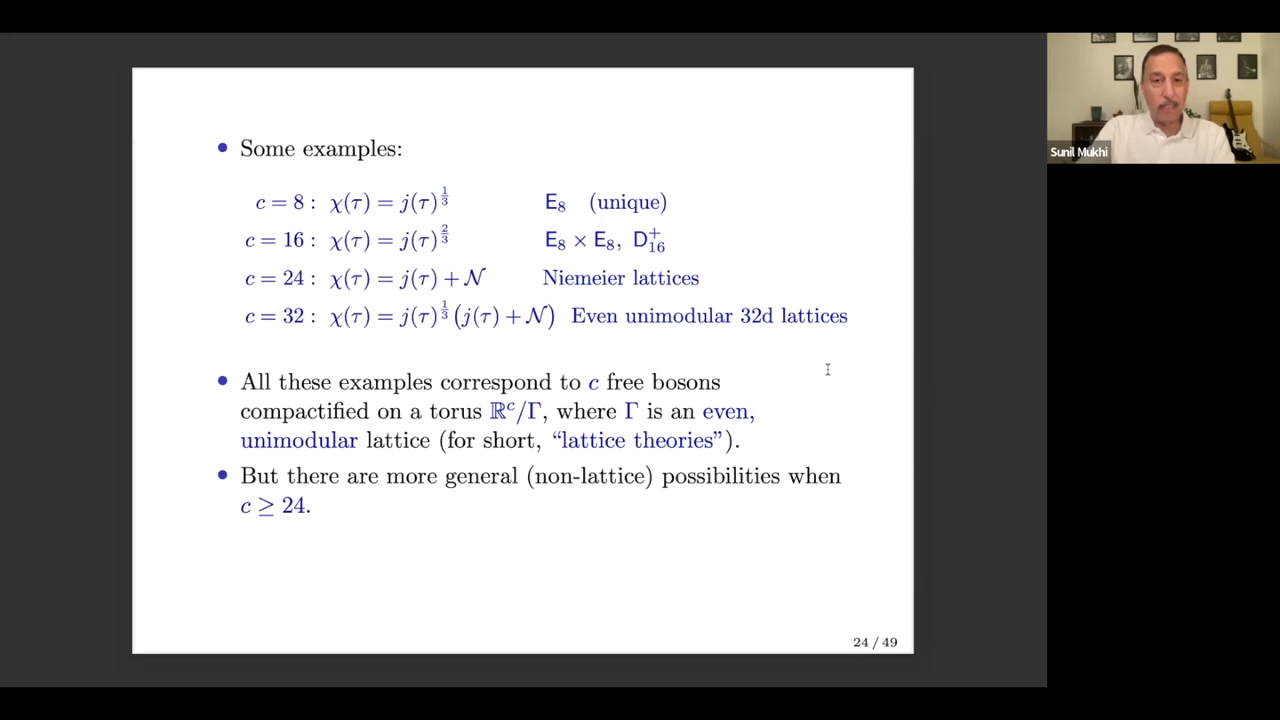 • Some examples:
c = 8 : χ(τ) = j(τ)^{1/3} E₈ (unique)
c = 16 : χ(τ) = j(τ)^{2/3} E₈ × E₈, D₁₆⁺
c = 24 : χ(τ) = j(τ) + 𝒩 Niemeier lattices
c = 32 : χ(τ) = j(τ)^{1/3} (j(τ) + 𝒩) Even unimodular 32d lattices
• All these examples correspond to c free bosons
compactified on a torus ℝᶜ/Γ, where Γ is an even,
unimodular lattice (for short, “lattice theories”).
• But there are more general (non-lattice) possibilities when
c ≥ 24.
24 / 49
Sunil Mukhi